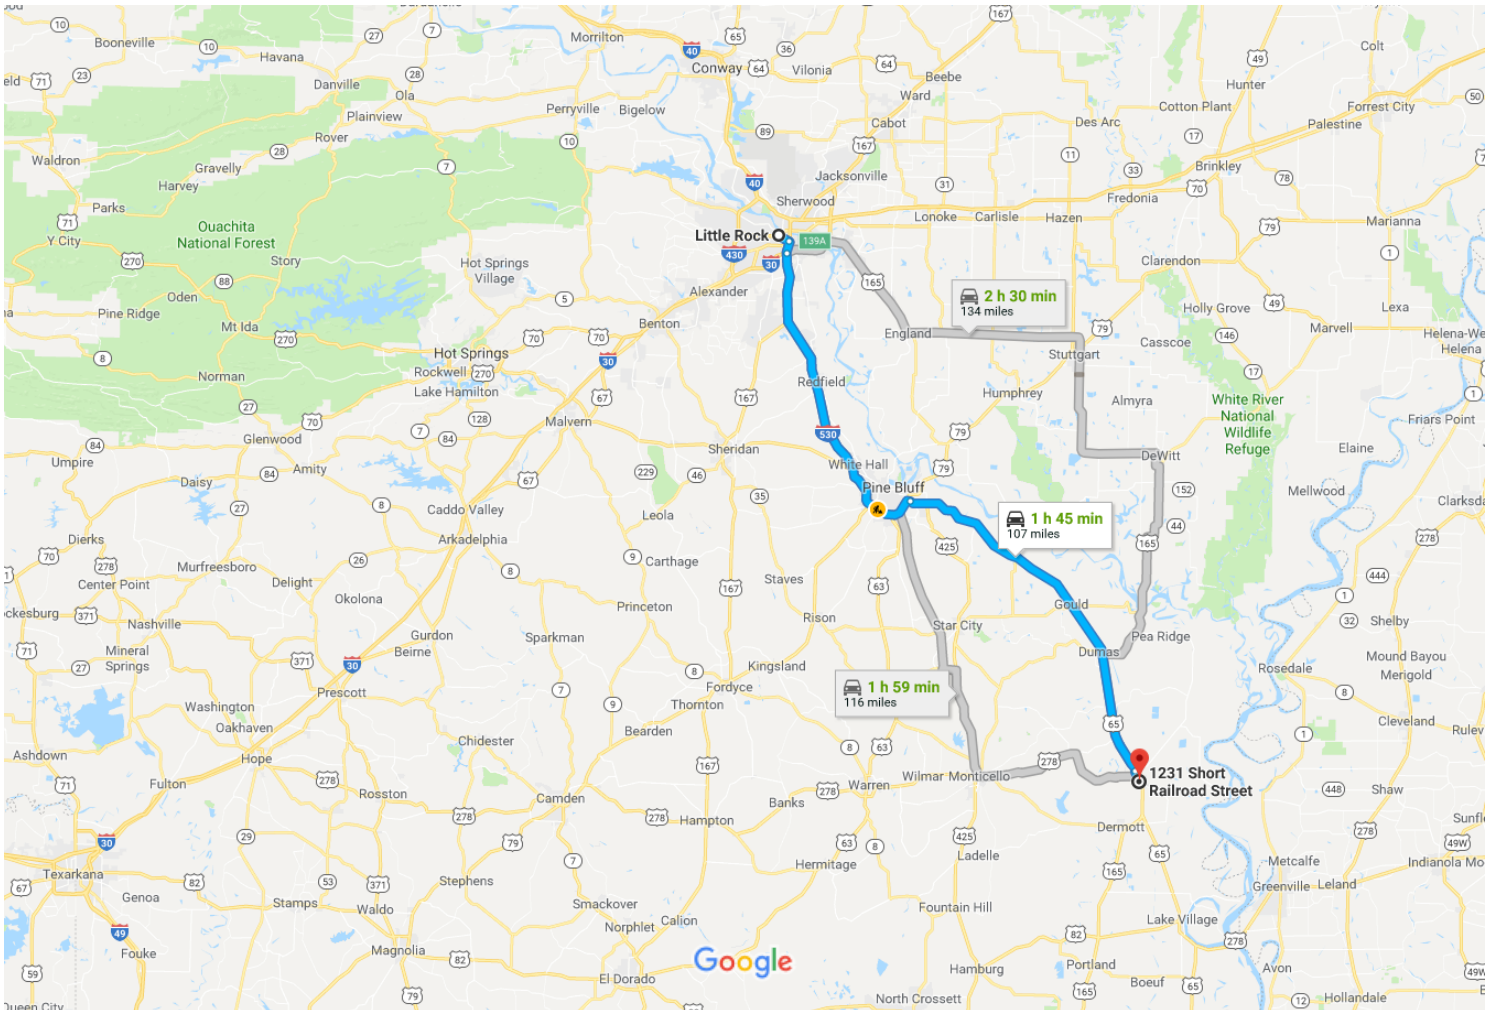 Booneville
Havana
Danville
Ola
Plainview
Rover
Waldron
Gravelly
Harvey
Parks
Y City
Ouachita
National Forest
Story
Oden
Pine Ridge
Mt Ida
Norman
Glenwood
Umpire
Amity
Daisy
Dierks
Murfreesboro
Center Point
Delight
Okolona
Nashville
Mineral
Springs
Washington
Oakhaven
Hope
Ashdown
Fulton
Rosston
Prescott
Gurdon
Beirne
Texarkana
Genoa
Fouke
Stamps
Waldo
Magnolia
Stephens
Chidester
Camden
Smackover
Norphlet
Calion
El Dorado
Morrilton
Conway
Vilonia
Perryville
Bigelow
Beebe
Ward
Cabot
Jacksonville
Sherwood
Lonoke
Carlisle
Hazen
Des Arc
Cotton Plant
Hunter
Colt
Forrest City
Palestine
Brinkley
Fredonia
Marianna
Clarendon
Holly Grove
Lexa
Marvell
Helena-We
Helena
Casscoe
Little Rock
139A
Hot Springs
Village
Alexander
Benton
Hot Springs
Rockwell
Lake Hamilton
Malvern
Caddo Valley
Arkadelphia
Sheridan
Leola
Carthage
Princeton
Sparkman
Staves
Rison
Kingsland
Fordyce
Thornton
Bearden
Hampton
Banks
Warren
Hermitage
2 h 30 min
134 miles
England
Stuttgart
Humphrey
Almyra
DeWitt
Redfield
White Hall
Pine Bluff
1 h 45 min
107 miles
Gould
Star City
Dumas
Pea Ridge
1 h 59 min
116 miles
Wilmar
Monticello
1231 Short
Railroad Street
Dermott
Ladelle
Fountain Hill
Lake Village
Hamburg
Portland
Boeuf
North Crossett
White River
National
Wildlife
Refuge
Friars Point
Elaine
Mellwood
Clarksda
Shelby
Mound Bayou
Merigold
Rosedale
Cleveland
Rulev
Shaw
Metcalfe
Indianola
Greenville
Leland
Avon
Hollandale
Queen City
Google